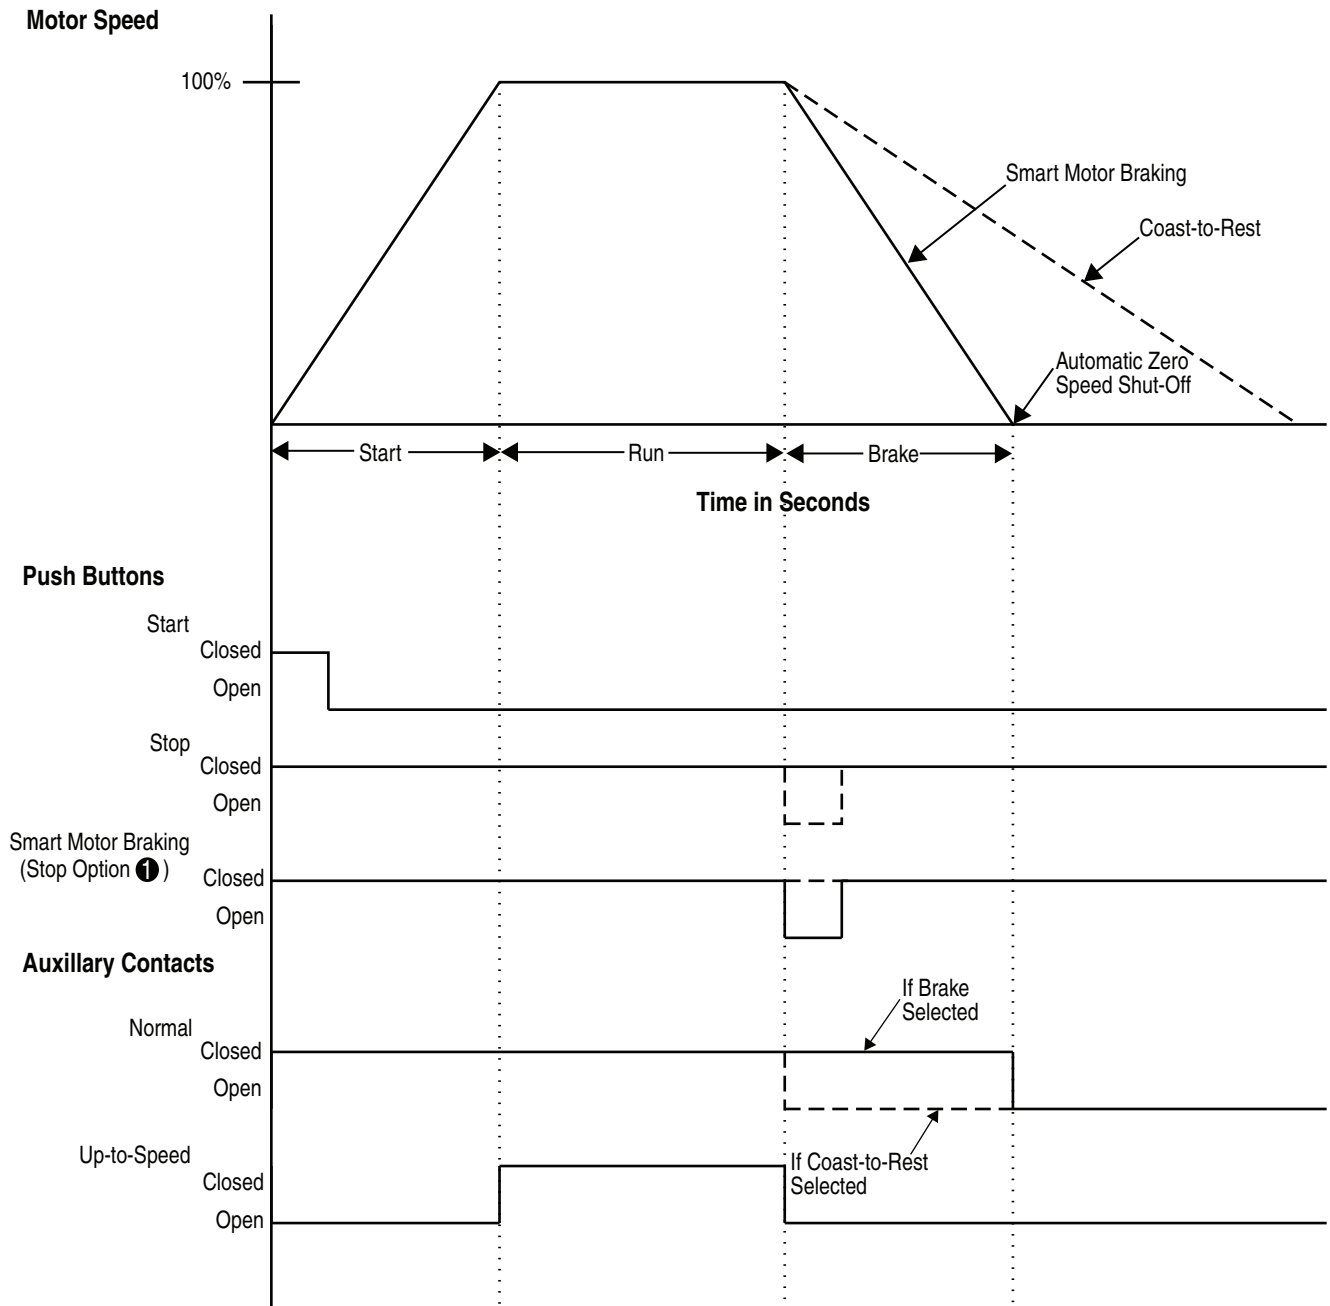 Motor Speed
100%
Smart Motor Braking
Coast-to-Rest
Automatic Zero
Speed Shut-Off
Start
Run
Brake
Time in Seconds
Push Buttons
Start
Closed
Open
Stop
Closed
Open
Smart Motor Braking
(Stop Option ❶)
Closed
Open
Auxillary Contacts
If Brake
Selected
Normal
Closed
Open
Up-to-Speed
If Coast-to-Rest
Selected
Closed
Open